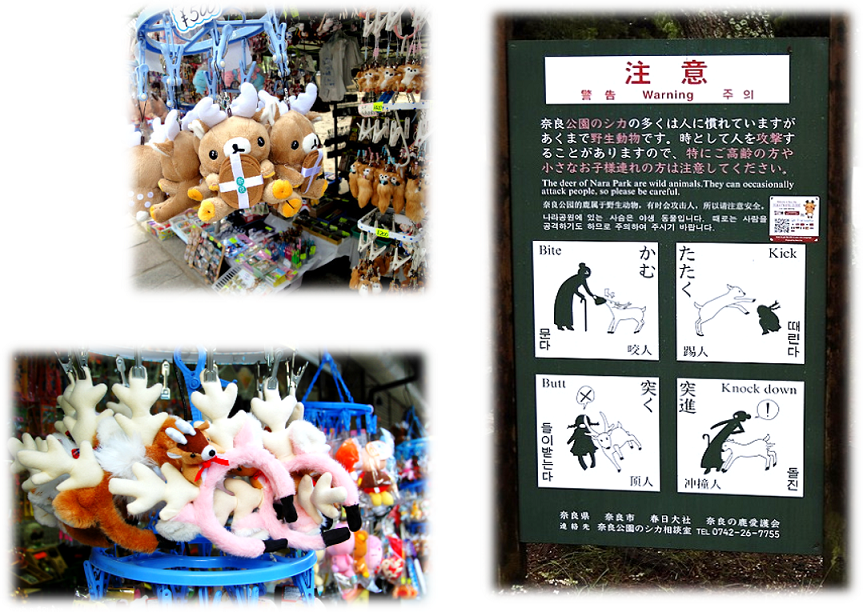 ¥500
注意
警告 Warning 주의
奈良公園のシカの多くは人に慣れていますが
あくまで野生動物です。時として人を攻撃す
ることがありますので、特にご高齢の方や
小さなお子様連れの方は注意してください。
The deer of Nara Park are wild animals.They can occasionally
attack people, so please be careful.
奈良公园的鹿属于野生动物，有时会攻击人，所以请注意安全。
나라공원에 있는 사슴은 야생 동물입니다. 때로는 사람을
공격하기도 하므로 주의하여 주시기 바랍니다.
Bite
かむ
문다
咬人
Kick
たたく
때린다
踢人
Butt
突く
들이받는다
顶人
Knock down
突進
돌진
冲撞人
奈良県 奈良市 春日大社 奈良の鹿愛護会
連絡先 奈良公園のシカ相談室 TEL 0742-26-7755